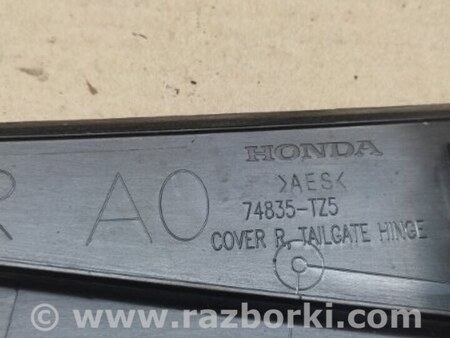 HONDA
>AES<
R A0
74835-TZ5
COVER R, TAILGATE HINGE
www.razborki.com